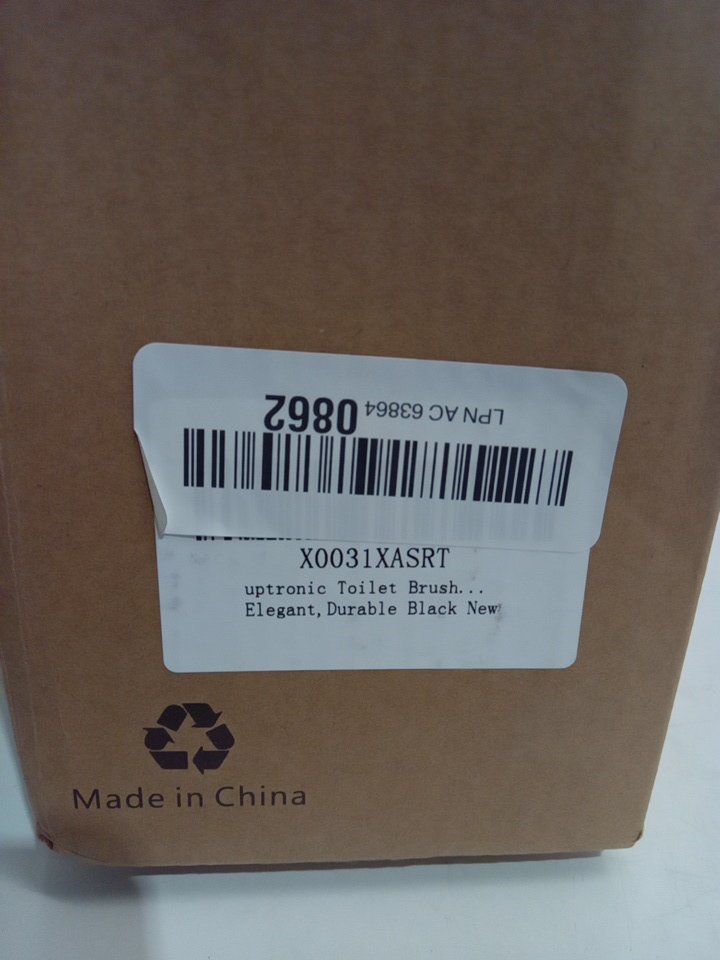 LPN AC 63864 0862
X0031XASRT
uptronic Toilet Brush...
Elegant,Durable Black New
Made in China